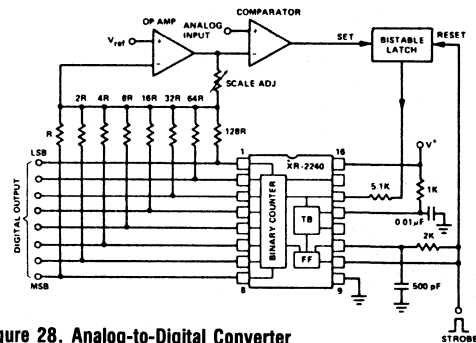 COMPARATOR
OP AMP
ANALOG
INPUT
Vref
+
−
−
+
SET
BISTABLE
LATCH
RESET
SCALE ADJ
R
2R
4R
8R
16R
32R
64R
128R
LSB
1
XR-2240
16
V+
5.1K
1K
DIGITAL OUTPUT
BINARY COUNTER
TB
0.01µF
2K
FF
MSB
8
9
500 pF
STROBE
gure 28. Analog-to-Digital Converter